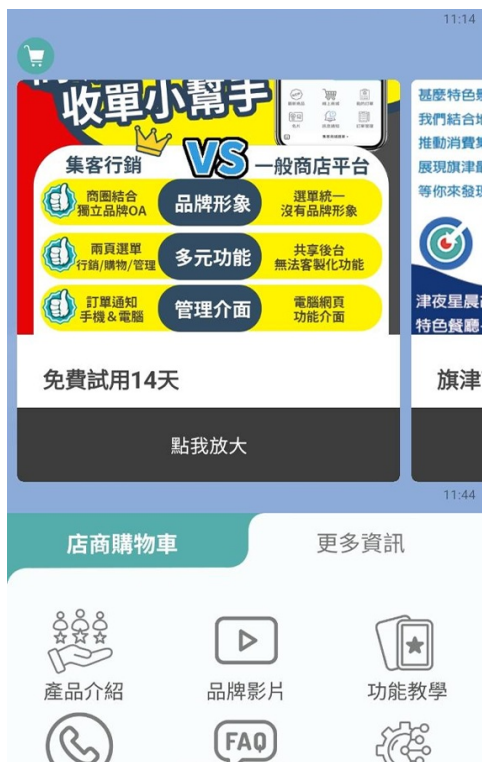 11:14
收單小幫手
集客行銷
VS
一般商店平台
商圈結合
獨立品牌OA
品牌形象
選單統一
沒有品牌形象
兩頁選單
行銷/購物/管理
多元功能
共享後台
無法客製化功能
訂單通知
手機&電腦
管理介面
電腦網頁
功能介面
免費試用14天
點我放大
甚麼特色景
我們結合地
推動消費集
展現旗津最
等你來發現
津夜星晨
特色餐廳
旗津
11:44
店商購物車
更多資訊
產品介紹
品牌影片
功能教學
FAQ